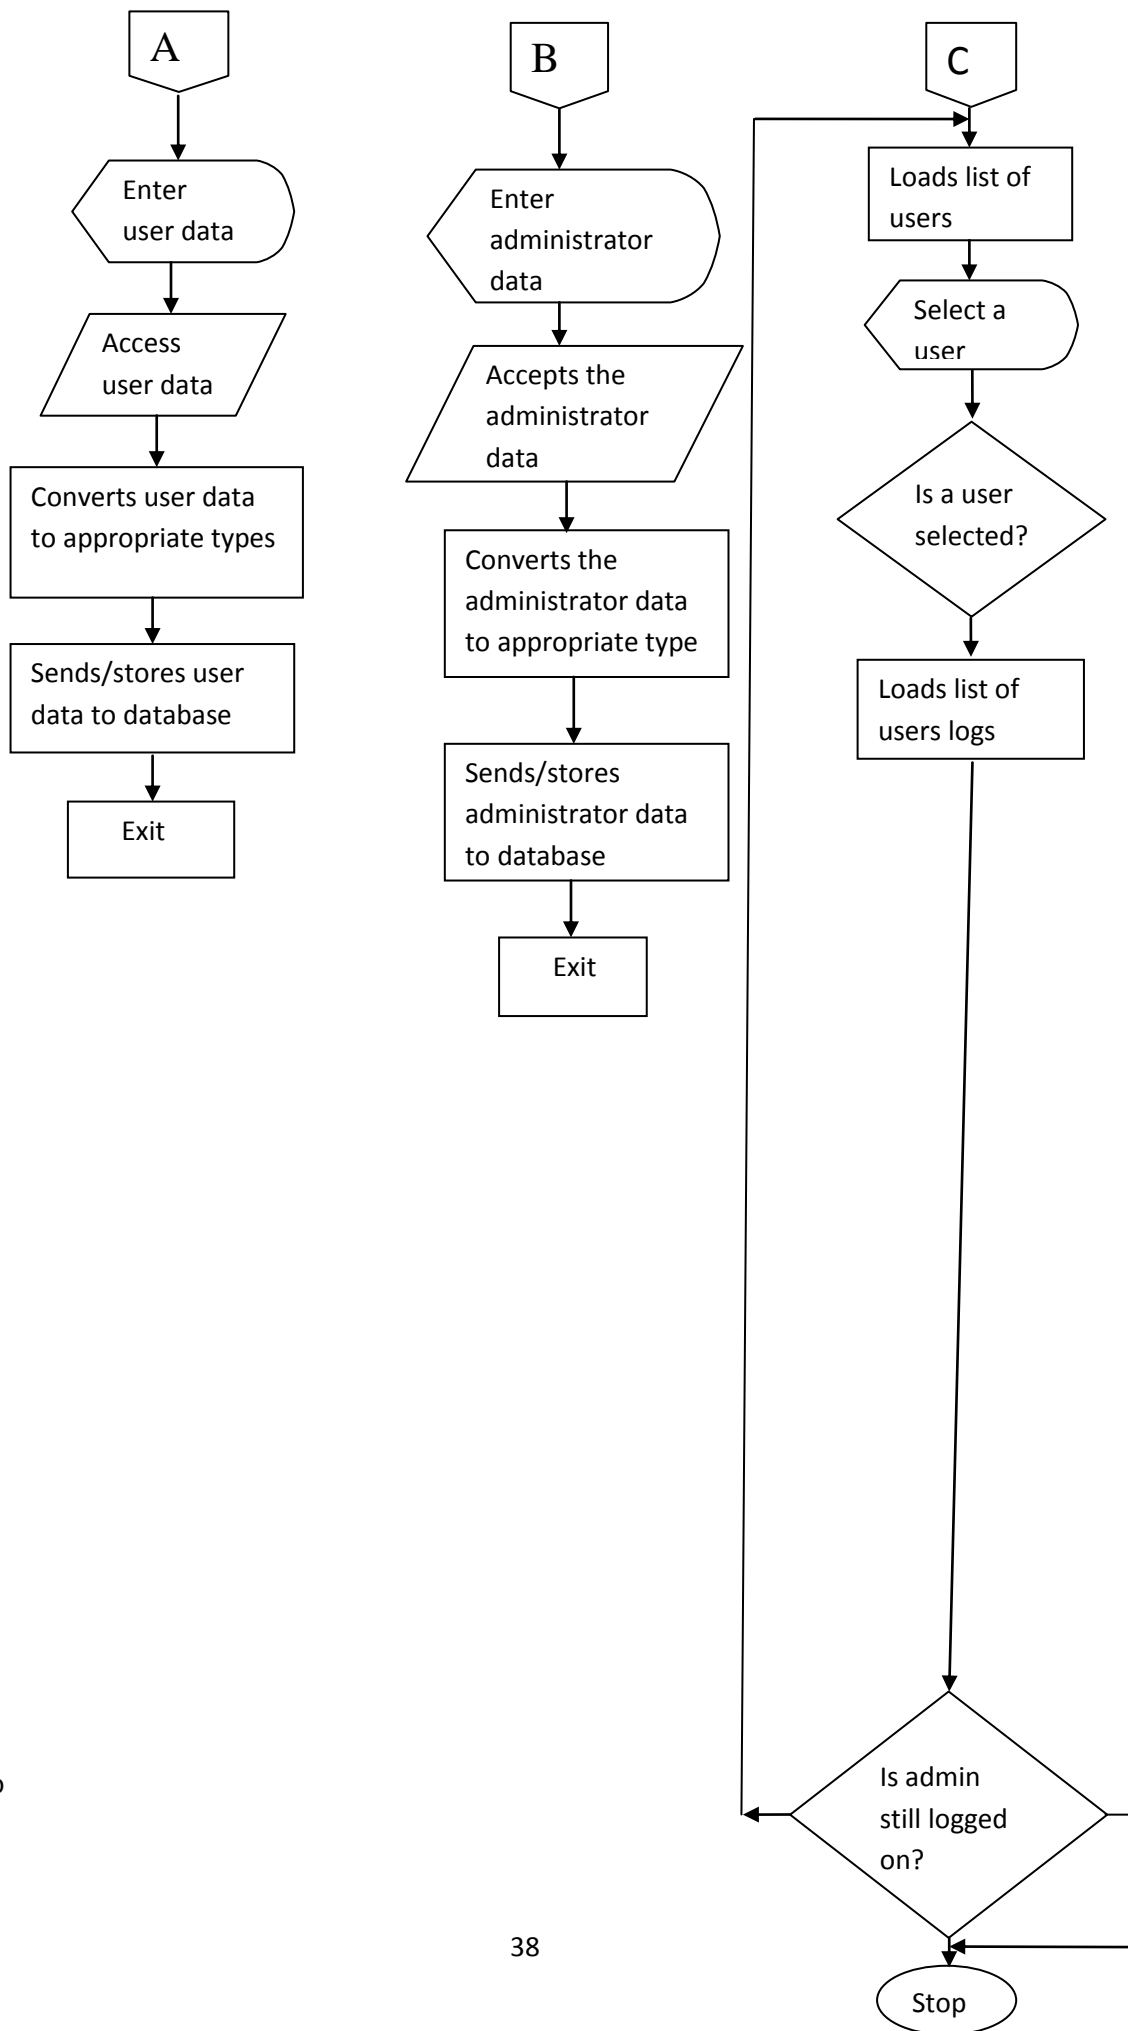 A
Enter
user data
Access
user data
Converts user data
to appropriate types
Sends/stores user
data to database
Exit
B
Enter
administrator
data
Accepts the
administrator
data
Converts the
administrator data
to appropriate type
Sends/stores
administrator data
to database
Exit
C
Loads list of
users
Select a
user
Is a user
selected?
Loads list of
users logs
Is admin
still logged
on?
Stop
38